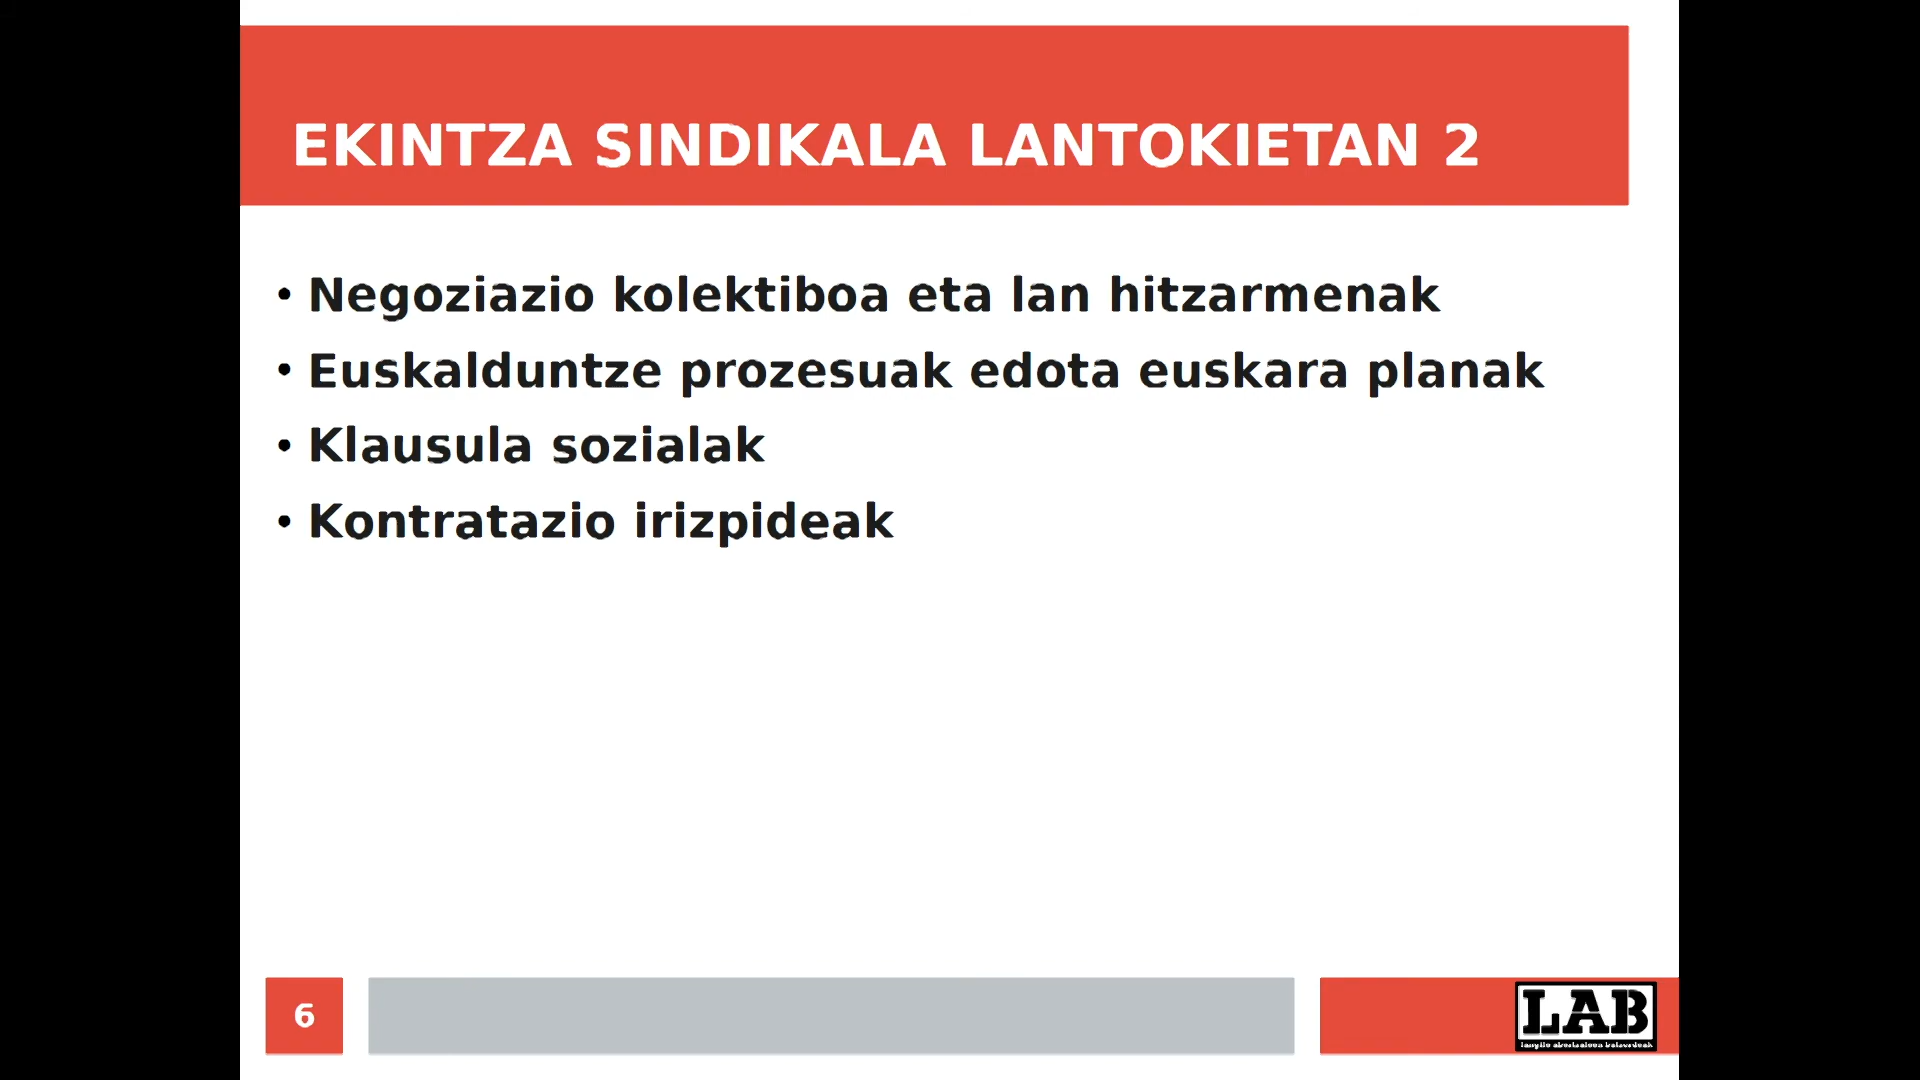 EKINTZA SINDIKALA LANTOKIETAN 2
• Negoziazio kolektiboa eta lan hitzarmenak
• Euskalduntze prozesuak edota euskara planak
• Klausula sozialak
• Kontratazio irizpideak
6
LAB